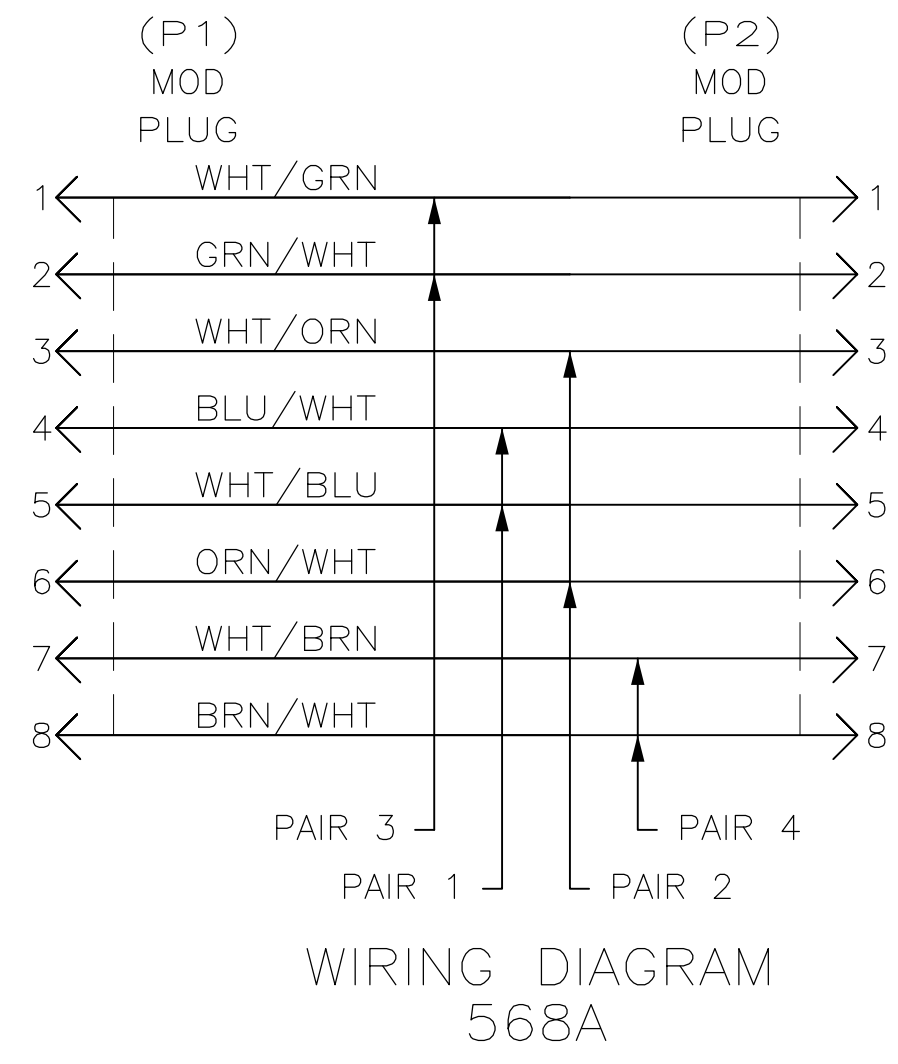 (P1) (P2)
MOD MOD
PLUG PLUG
WHT/GRN
1 1
GRN/WHT
2 2
WHT/ORN
3 3
BLU/WHT
4 4
WHT/BLU
5 5
ORN/WHT
6 6
WHT/BRN
7 7
BRN/WHT
8 8
PAIR 3 PAIR 4
PAIR 1 PAIR 2
WIRING DIAGRAM
568A